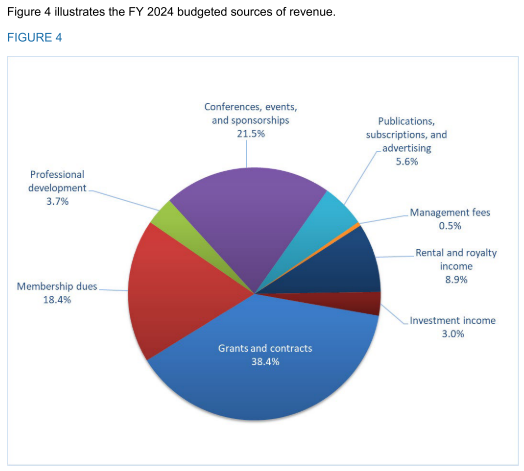 Figure 4 illustrates the FY 2024 budgeted sources of revenue.
FIGURE 4
Conferences, events,
and sponsorships
21.5%
Publications,
subscriptions, and
advertising
5.6%
Professional
development
3.7%
Management fees
0.5%
Rental and royalty
income
8.9%
Membership dues
18.4%
Investment income
3.0%
Grants and contracts
38.4%